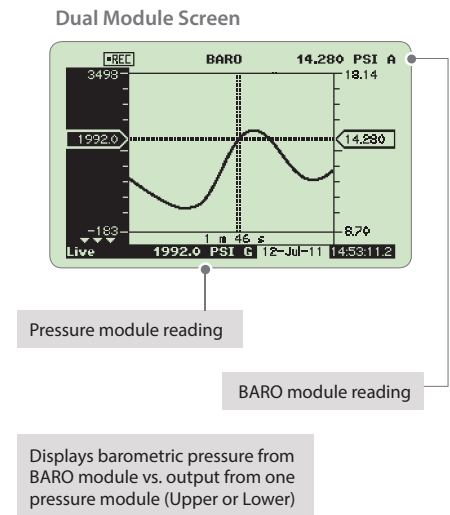 Dual Module Screen
REC BARO 14.280 PSI A
3498 18.14
1992.0 14.280
-183 8.70
1 m 46 s
Live 1992.0 PSI G 12-Jul-11 14:53:11.2
Pressure module reading
BARO module reading
Displays barometric pressure from
BARO module vs. output from one
pressure module (Upper or Lower)